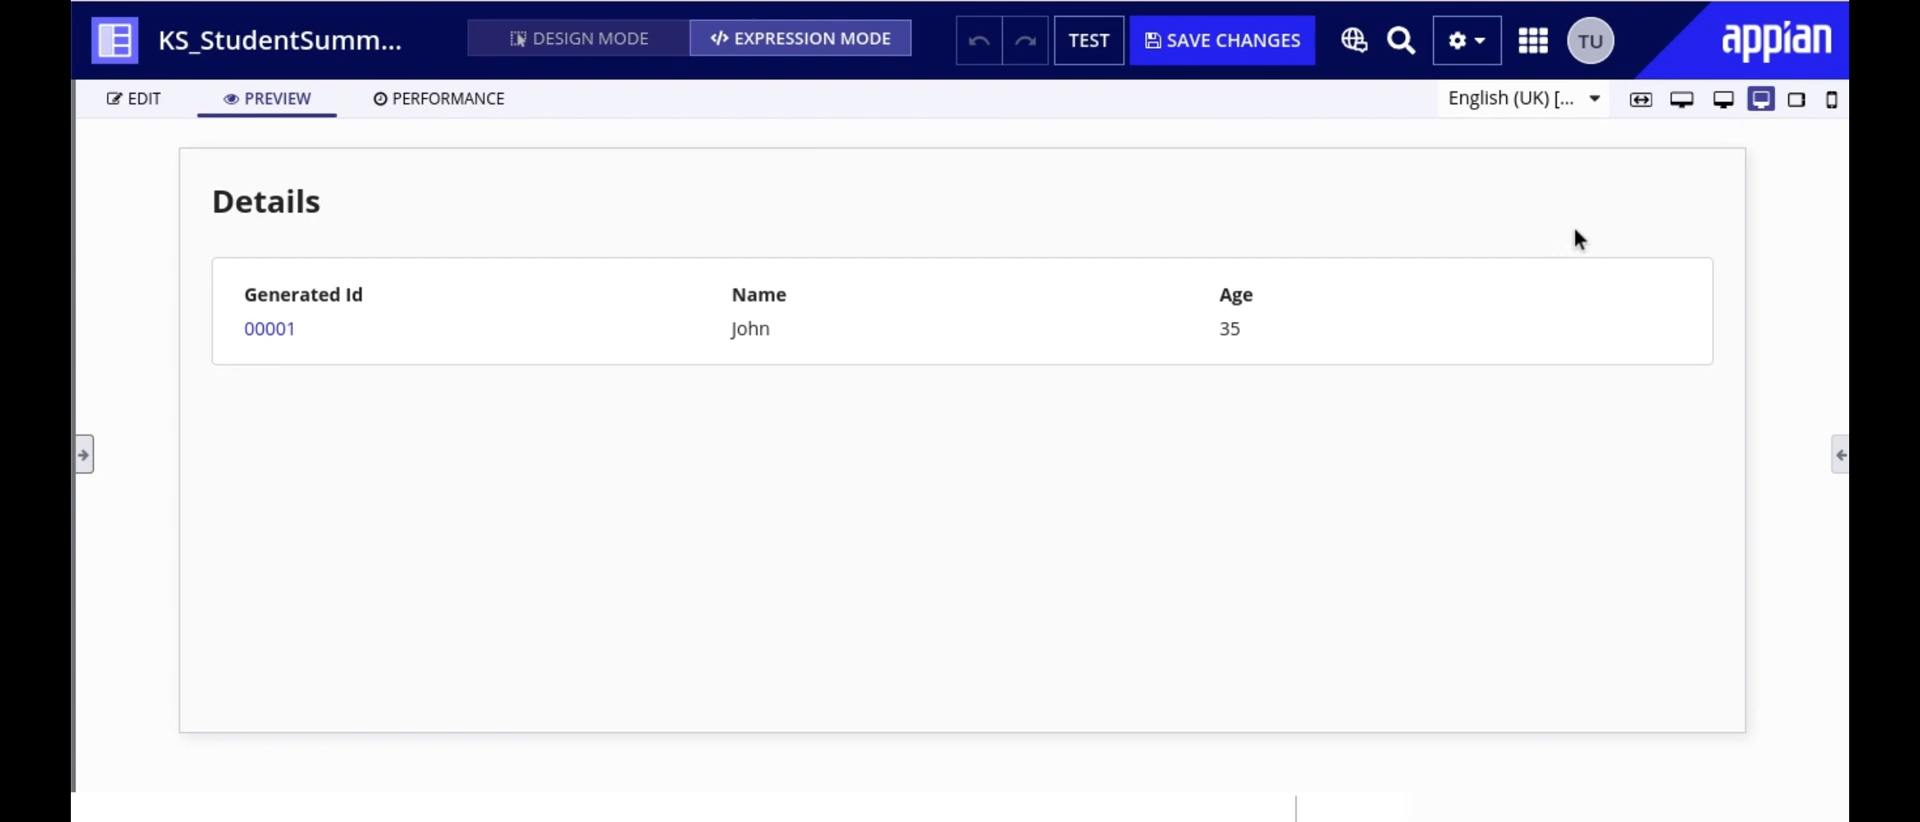 KS_StudentSumm... DESIGN MODE EXPRESSION MODE TEST SAVE CHANGES TU appian
EDIT PREVIEW PERFORMANCE English (UK) [...
Details
Generated Id Name Age
00001 John 35